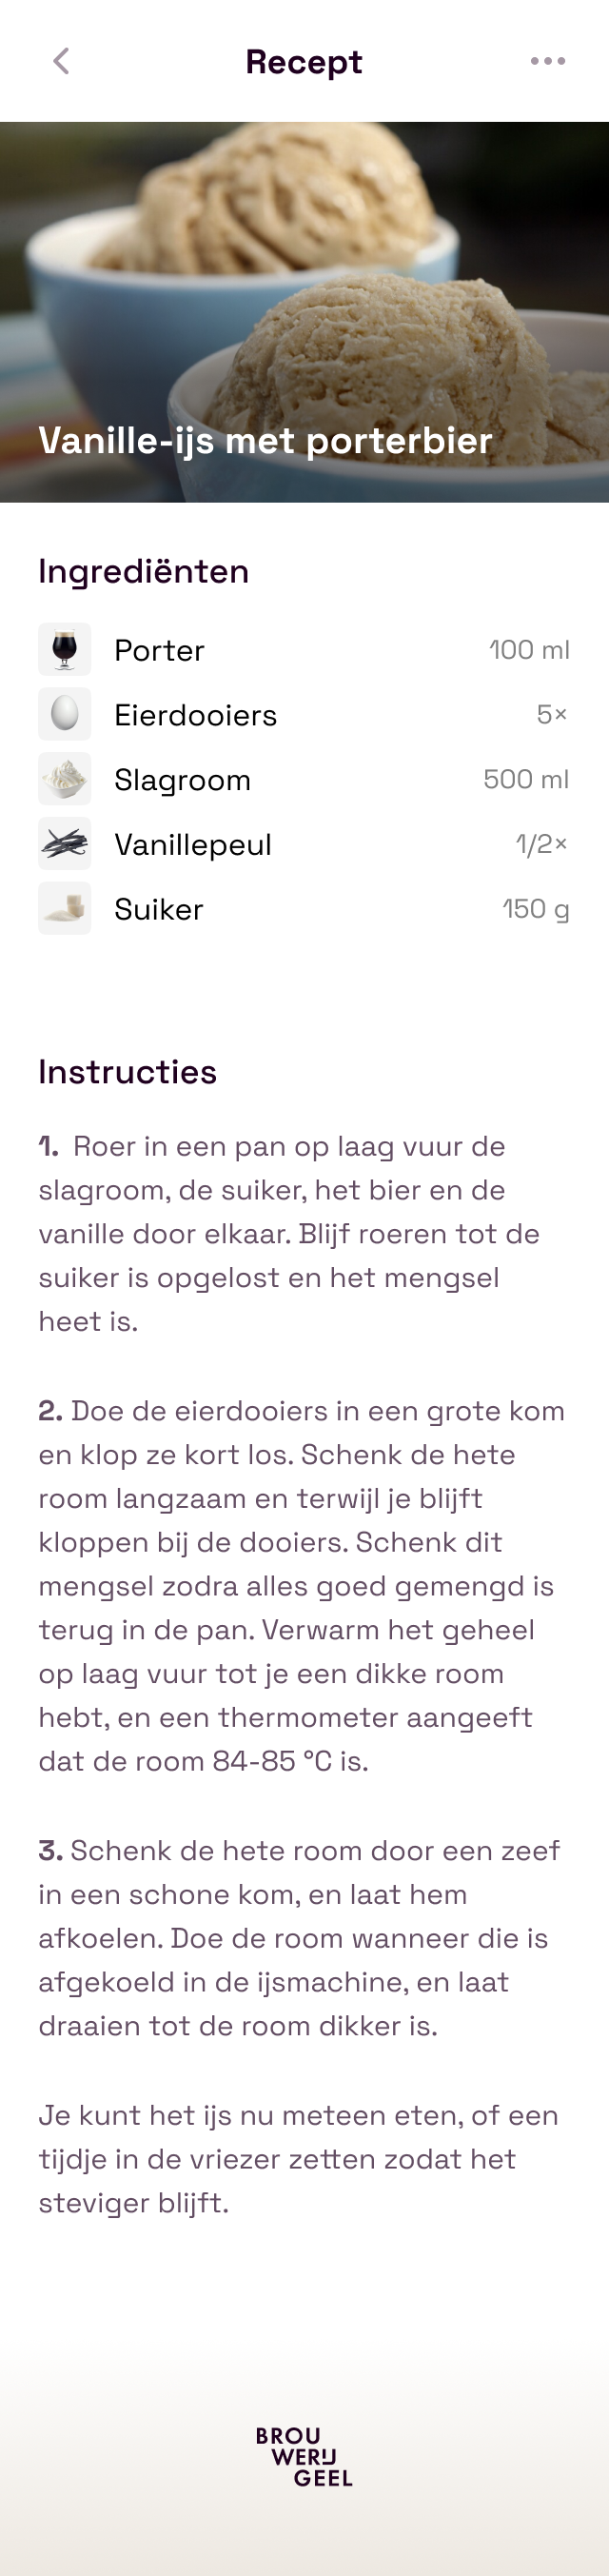 Recept
Vanille-ijs met porterbier
Ingrediënten
Porter 100 ml
Eierdooiers 5×
Slagroom 500 ml
Vanillepeul 1/2×
Suiker 150 g
Instructies
1. Roer in een pan op laag vuur de
slagroom, de suiker, het bier en de
vanille door elkaar. Blijf roeren tot de
suiker is opgelost en het mengsel
heet is.
2. Doe de eierdooiers in een grote kom
en klop ze kort los. Schenk de hete
room langzaam en terwijl je blijft
kloppen bij de dooiers. Schenk dit
mengsel zodra alles goed gemengd is
terug in de pan. Verwarm het geheel
op laag vuur tot je een dikke room
hebt, en een thermometer aangeeft
dat de room 84-85 °C is.
3. Schenk de hete room door een zeef
in een schone kom, en laat hem
afkoelen. Doe de room wanneer die is
afgekoeld in de ijsmachine, en laat
draaien tot de room dikker is.
Je kunt het ijs nu meteen eten, of een
tijdje in de vriezer zetten zodat het
steviger blijft.
BROU
WERIJ
GEEL